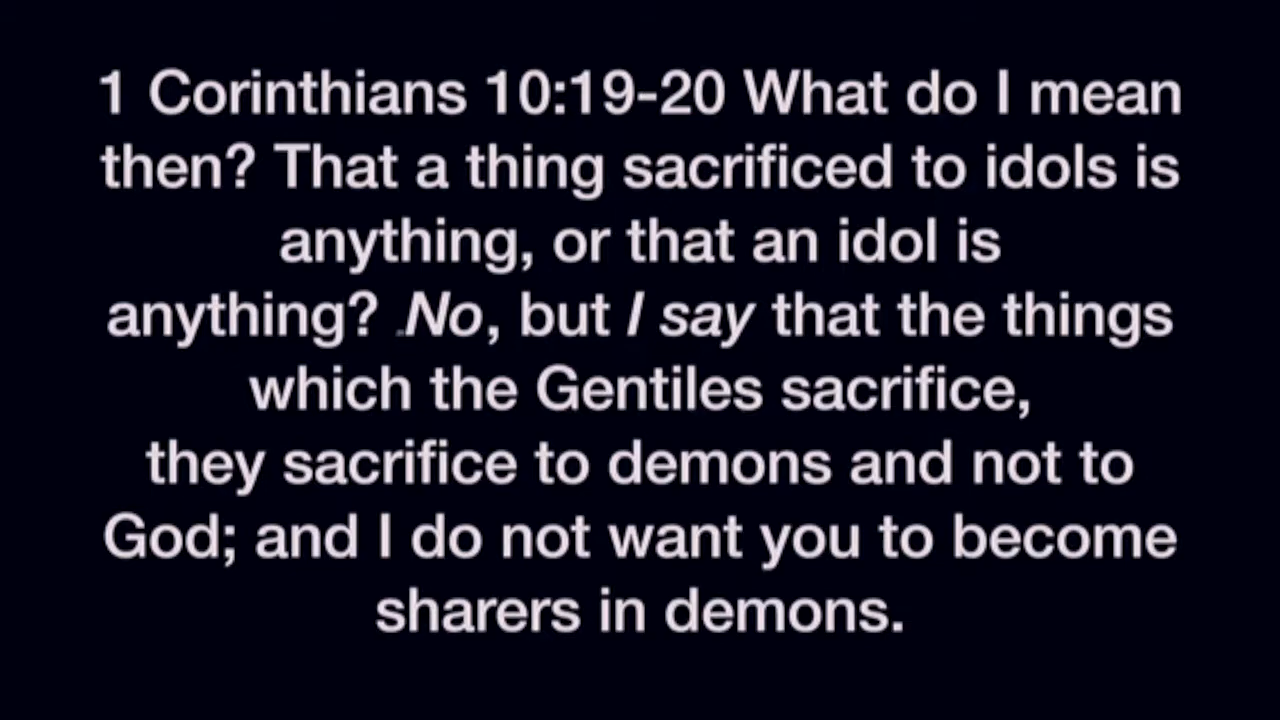 1 Corinthians 10:19-20 What do I mean
then? That a thing sacrificed to idols is
anything, or that an idol is
anything? No, but I say that the things
which the Gentiles sacrifice,
they sacrifice to demons and not to
God; and I do not want you to become
sharers in demons.